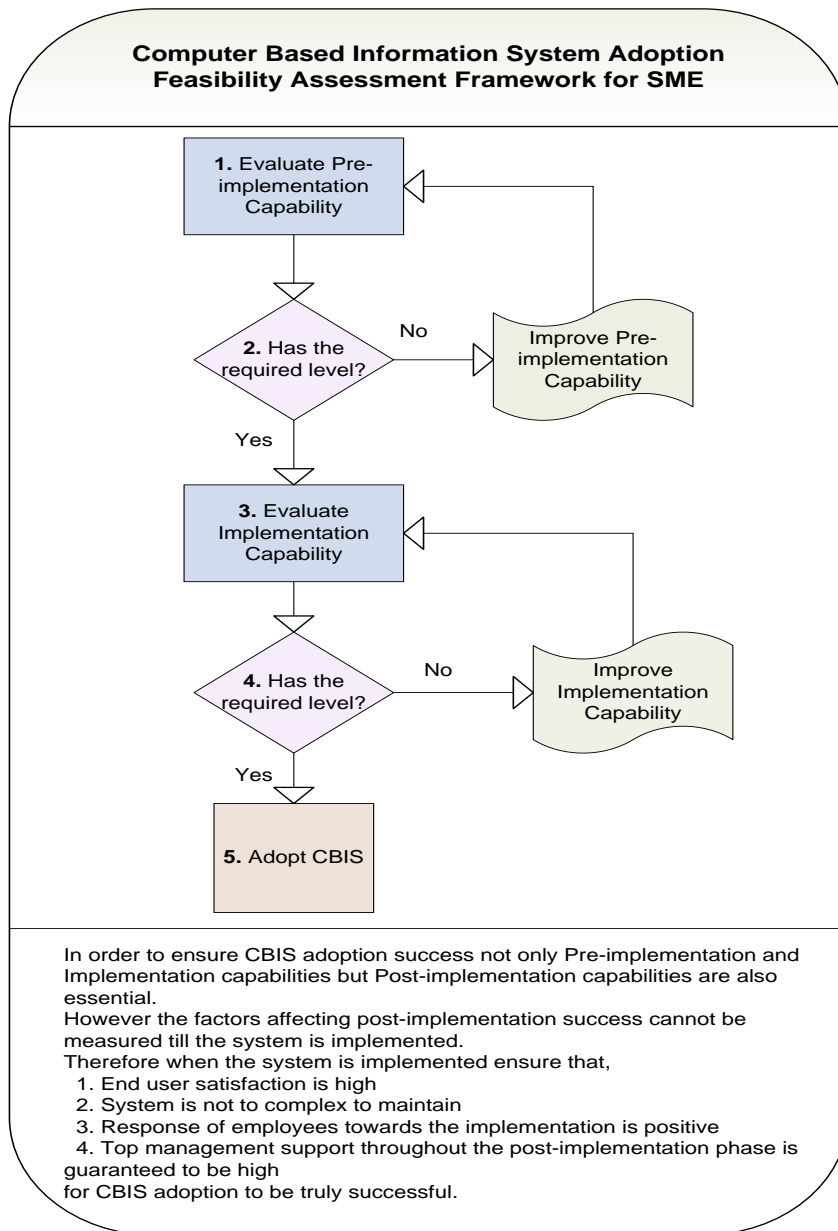 Computer Based Information System Adoption
Feasibility Assessment Framework for SME
1. Evaluate Pre-
implementation
Capability
No
2. Has the
required level?
Improve Pre-
implementation
Capability
Yes
3. Evaluate
Implementation
Capability
No
4. Has the
required level?
Improve
Implementation
Capability
Yes
5. Adopt CBIS
In order to ensure CBIS adoption success not only Pre-implementation and
Implementation capabilities but Post-implementation capabilities are also
essential.
However the factors affecting post-implementation success cannot be
measured till the system is implemented.
Therefore when the system is implemented ensure that,
1. End user satisfaction is high
2. System is not to complex to maintain
3. Response of employees towards the implementation is positive
4. Top management support throughout the post-implementation phase is
guaranteed to be high
for CBIS adoption to be truly successful.